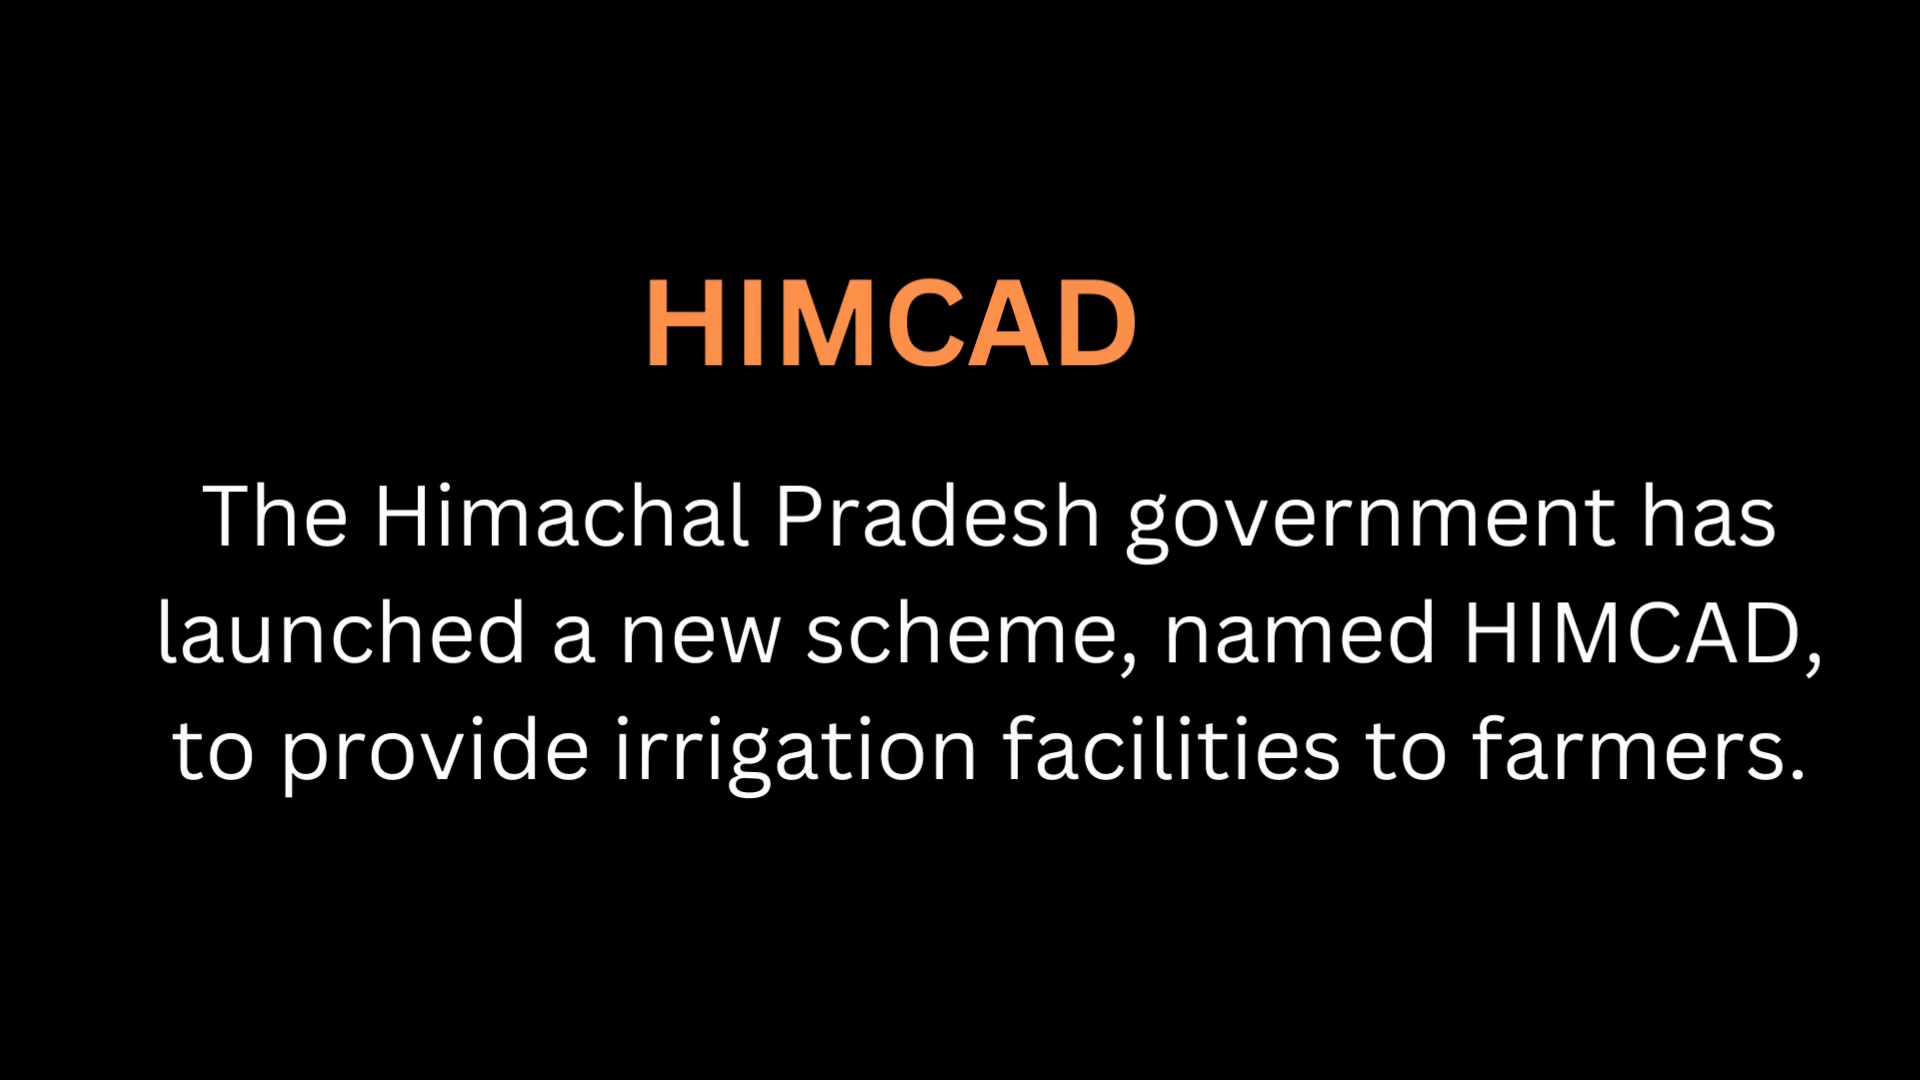 HIMCAD
The Himachal Pradesh government has
launched a new scheme, named HIMCAD,
to provide irrigation facilities to farmers.